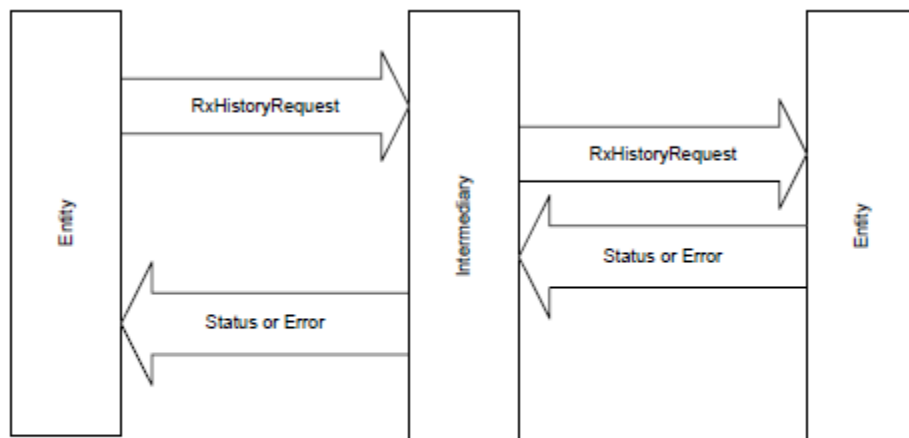 Entity
RxHistoryRequest
Status or Error
Intermediary
RxHistoryRequest
Status or Error
Entity